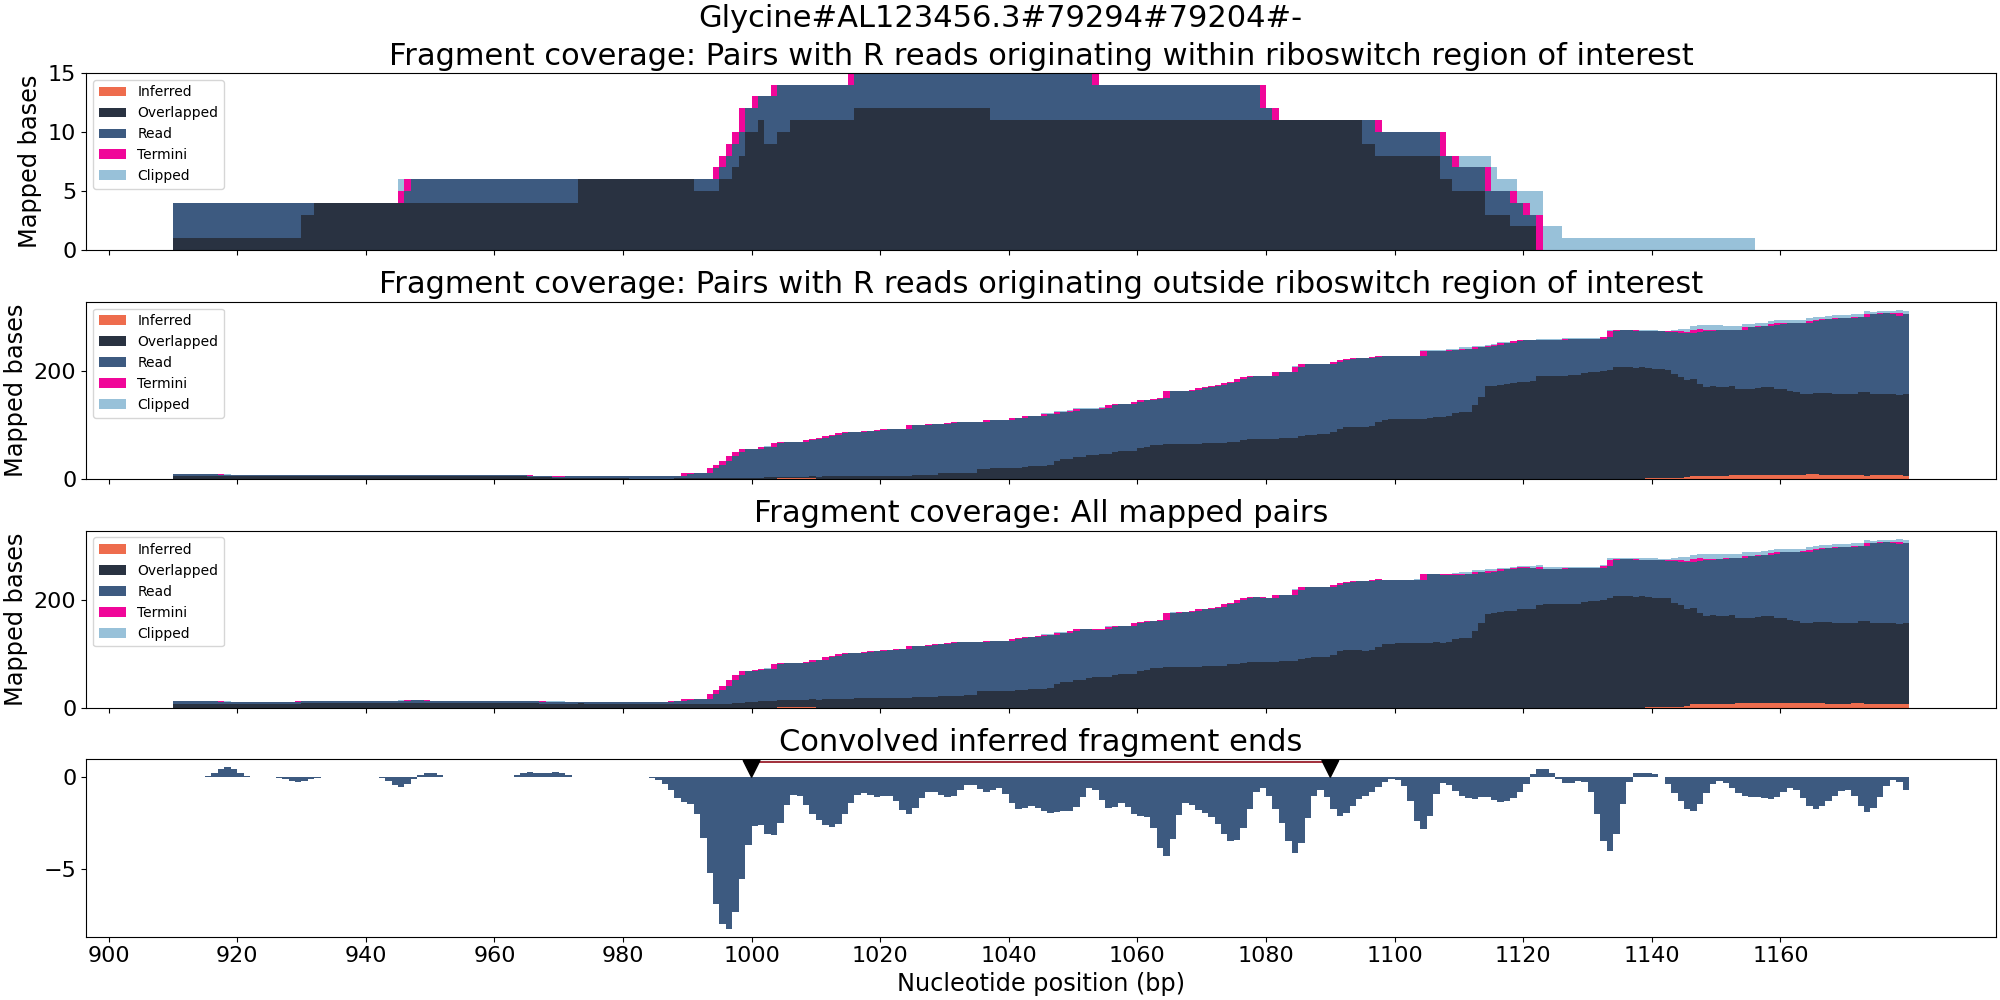 Glycine#AL123456.3#79294#79204#-
Fragment coverage: Pairs with R reads originating within riboswitch region of interest
Mapped bases
15
10
5
0
Inferred
Overlapped
Read
Termini
Clipped
Fragment coverage: Pairs with R reads originating outside riboswitch region of interest
Mapped bases
200
0
Inferred
Overlapped
Read
Termini
Clipped
Fragment coverage: All mapped pairs
Mapped bases
200
0
Inferred
Overlapped
Read
Termini
Clipped
Convolved inferred fragment ends
0
−5
900 920 940 960 980 1000 1020 1040 1060 1080 1100 1120 1140 1160
Nucleotide position (bp)